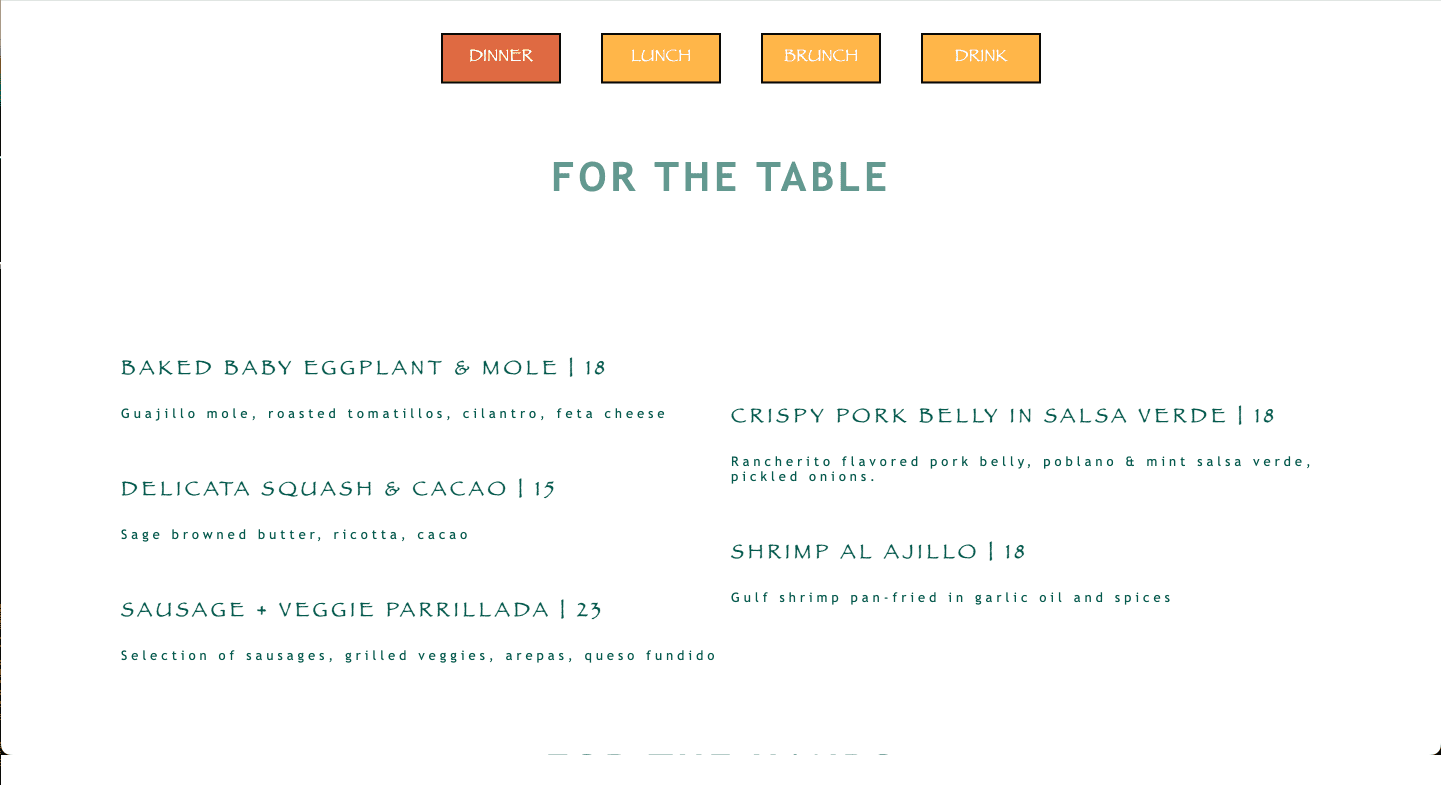 DINNER
LUNCH
BRUNCH
DRINK
FOR THE TABLE
BAKED BABY EGGPLANT & MOLE | 18
Guajillo mole, roasted tomatillos, cilantro, feta cheese
DELICATA SQUASH & CACAO | 15
Sage browned butter, ricotta, cacao
SAUSAGE + VEGGIE PARRILLADA | 23
Selection of sausages, grilled veggies, arepas, queso fundido
CRISPY PORK BELLY IN SALSA VERDE | 18
Rancherito flavored pork belly, poblano & mint salsa verde,
pickled onions.
SHRIMP AL AJILLO | 18
Gulf shrimp pan-fried in garlic oil and spices